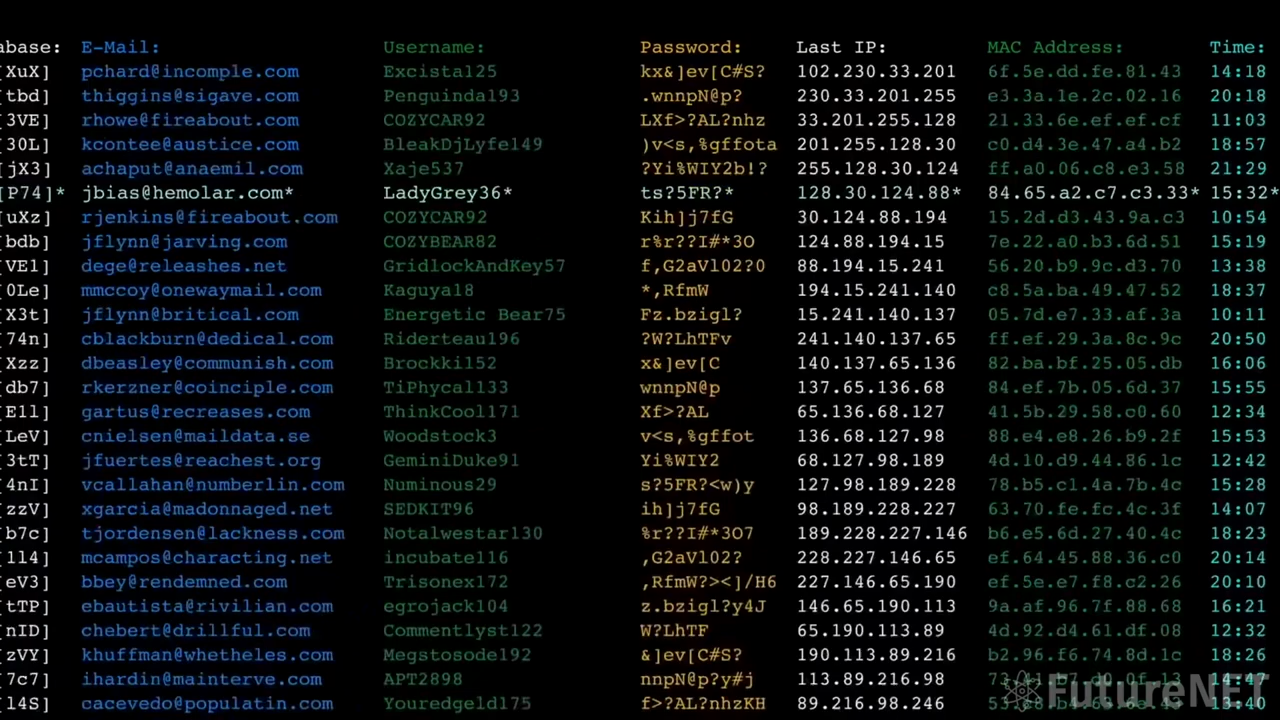 abase: E-Mail: Username: Password: Last IP: MAC Address: Time:
[XuX] pchard@incomple.com Excista125 kx&]ev[C#S? 102.230.33.201 6f.5e.dd.fe.81.43 14:18
[tbd] thiggins@sigave.com Penguinda193 .wnnpN@p? 230.33.201.255 e3.3a.1e.2c.02.16 20:18
[3VE] rhowe@fireabout.com COZYCAR92 LXf>?AL?nhz 33.201.255.128 21.33.6e.ef.ef.cf 11:03
[30L] kcontee@austice.com BleakDjLyfe149 )v<s,%gffota 201.255.128.30 c0.d4.3e.47.a4.b2 18:57
[jX3] achaput@anaemil.com Xaje537 ?Yi%WIY2b!? 255.128.30.124 ff.a0.06.c8.e3.58 21:29
[P74]* jbias@hemolar.com* LadyGrey36* ts?5FR?* 128.30.124.88* 84.65.a2.c7.c3.33* 15:32*
[uXz] rjenkins@fireabout.com COZYCAR92 Kih]j7fG 30.124.88.194 15.2d.d3.43.9a.c3 10:54
[bdb] jflynn@jarving.com COZYBEAR82 r%r??I#*3O 124.88.194.15 7e.22.a0.b3.6d.51 15:19
[VE1] dege@releashes.net GridlockAndKey57 f,G2aVl02?0 88.194.15.241 56.20.b9.9c.d3.70 13:38
[0Le] mmccoy@onewaymail.com Kaguya18 *,RfmW 194.15.241.140 c8.5a.ba.49.47.52 18:37
[X3t] jflynn@britical.com Energetic Bear75 Fz.bzigl? 15.241.140.137 05.7d.e7.33.af.3a 10:11
[74n] cblackburn@dedical.com Riderteau196 ?W?LhTFv 241.140.137.65 ff.ef.29.3a.8c.9c 20:50
[Xzz] dbeasley@communish.com Brockki152 x&]ev[C 140.137.65.136 82.ba.bf.25.05.db 16:06
[db7] rkerzner@coinciple.com TiPhycal133 wnnpN@p 137.65.136.68 84.ef.7b.05.6d.37 15:55
[E1l] gartus@recreases.com ThinkCool171 Xf>?AL 65.136.68.127 41.5b.29.58.c0.60 12:34
[LeV] cnielsen@maildata.se Woodstock3 v<s,%gffot 136.68.127.98 88.e4.e8.26.b9.2f 15:53
[3tT] jfuertes@reachest.org GeminiDuke91 Yi%WIY2 68.127.98.189 4d.10.d9.44.86.1c 12:42
[4nI] vcallahan@numberlin.com Numinous29 s?5FR?<w)y 127.98.189.228 78.b5.c1.4a.7b.4c 15:28
[zzV] xgarcia@madonnaged.net SEDKIT96 ih]j7fG 98.189.228.227 63.70.fe.fc.4c.3f 14:07
[b7c] tjordensen@lackness.com Notalwestar130 %r??I#*3O7 189.228.227.146 b6.e5.6d.27.40.4c 18:23
[1l4] mcampos@characting.net incubate116 ,G2aVl02? 228.227.146.65 ef.64.45.88.36.c0 20:14
[eV3] bbey@rendemned.com Trisonex172 ,RfmW?><]/H6 227.146.65.190 ef.5e.e7.f8.c2.26 20:10
[tTP] ebautista@rivilian.com egrojack104 z.bzigl?y4J 146.65.190.113 9a.af.96.7f.88.68 16:21
[nID] chebert@drillful.com Commentlyst122 W?LhTF 65.190.113.89 4d.92.d4.61.df.08 12:32
[zVY] khuffman@whetheles.com Megstosode192 &]ev[C#S? 190.113.89.216 b2.96.f6.74.8d.1c 18:26
[7c7] ihardin@mainterve.com APT2898 nnpN@p?y#j 113.89.216.98 14:47
[l4S] cacevedo@populatin.com Youredgeld175 f>?AL?nhzKH 89.216.98.246 13:40
FutureNET